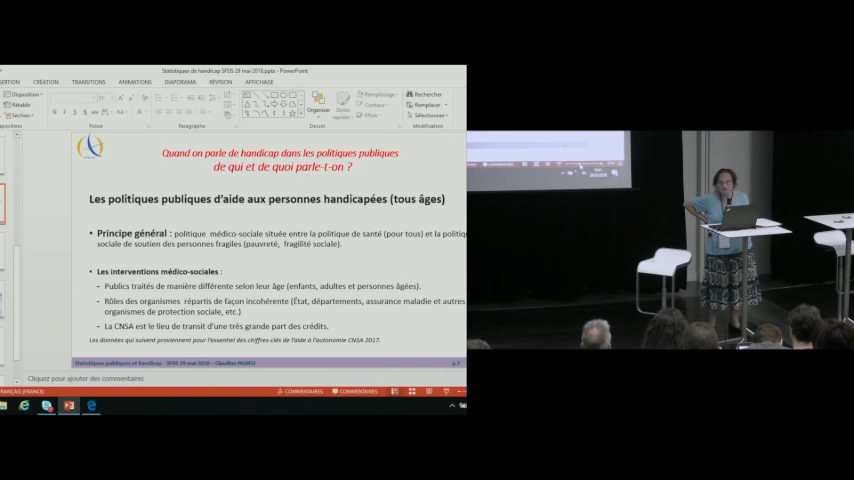 Statistiques de handicap SFDS 29 mai 2018.pptx - PowerPoint
SERTION CRÉATION TRANSITIONS ANIMATIONS DIAPORAMA RÉVISION AFFICHAGE
Disposition
Rétablir
Section
Organiser
Styles
rapides
Remplissage
Contour
Effets
Rechercher
Remplacer
Sélectionner
Police
Paragraphe
Dessin
Modification
Quand on parle de handicap dans les politiques publiques
de qui et de quoi parle-t-on ?
Les politiques publiques d’aide aux personnes handicapées (tous âges)
• Principe général : politique médico-sociale située entre la politique de santé (pour tous) et la politiq
sociale de soutien des personnes fragiles (pauvreté, fragilité sociale).
• Les interventions médico-sociales :
- Publics traités de manière différente selon leur âge (enfants, adultes et personnes âgées).
- Rôles des organismes répartis de façon incohérente (État, départements, assurance maladie et autres
organismes de protection sociale, etc.)
- La CNSA est le lieu de transit d’une très grande part des crédits.
Les données qui suivent proviennent pour l’essentiel des chiffres-clés de l’aide à l’autonomie CNSA 2017.
Statistiques publiques et handicap - SFDS 29 mai 2018 – Claudine PADIEU
p.3
Cliquez pour ajouter des commentaires
FRANÇAIS (FRANCE)
COMMENTAIRES
COMMENTAIRES